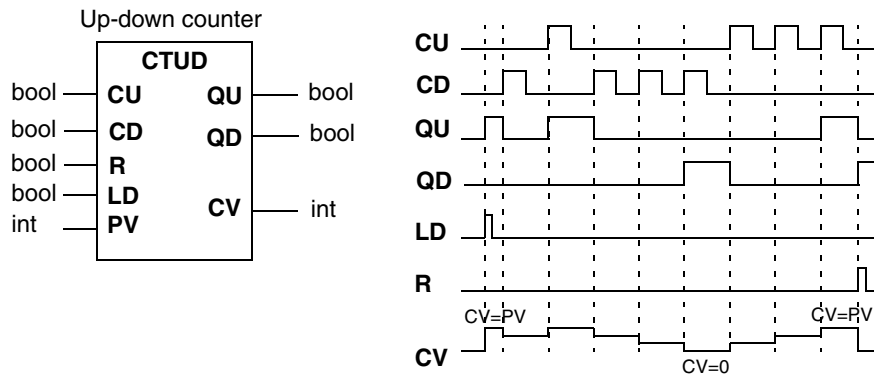 Up-down counter
CTUD
bool CU QU bool
bool CD QD bool
bool R
bool LD
int PV CV int
CU
CD
QU
QD
LD
R
CV=PV CV=PV
CV
CV=0